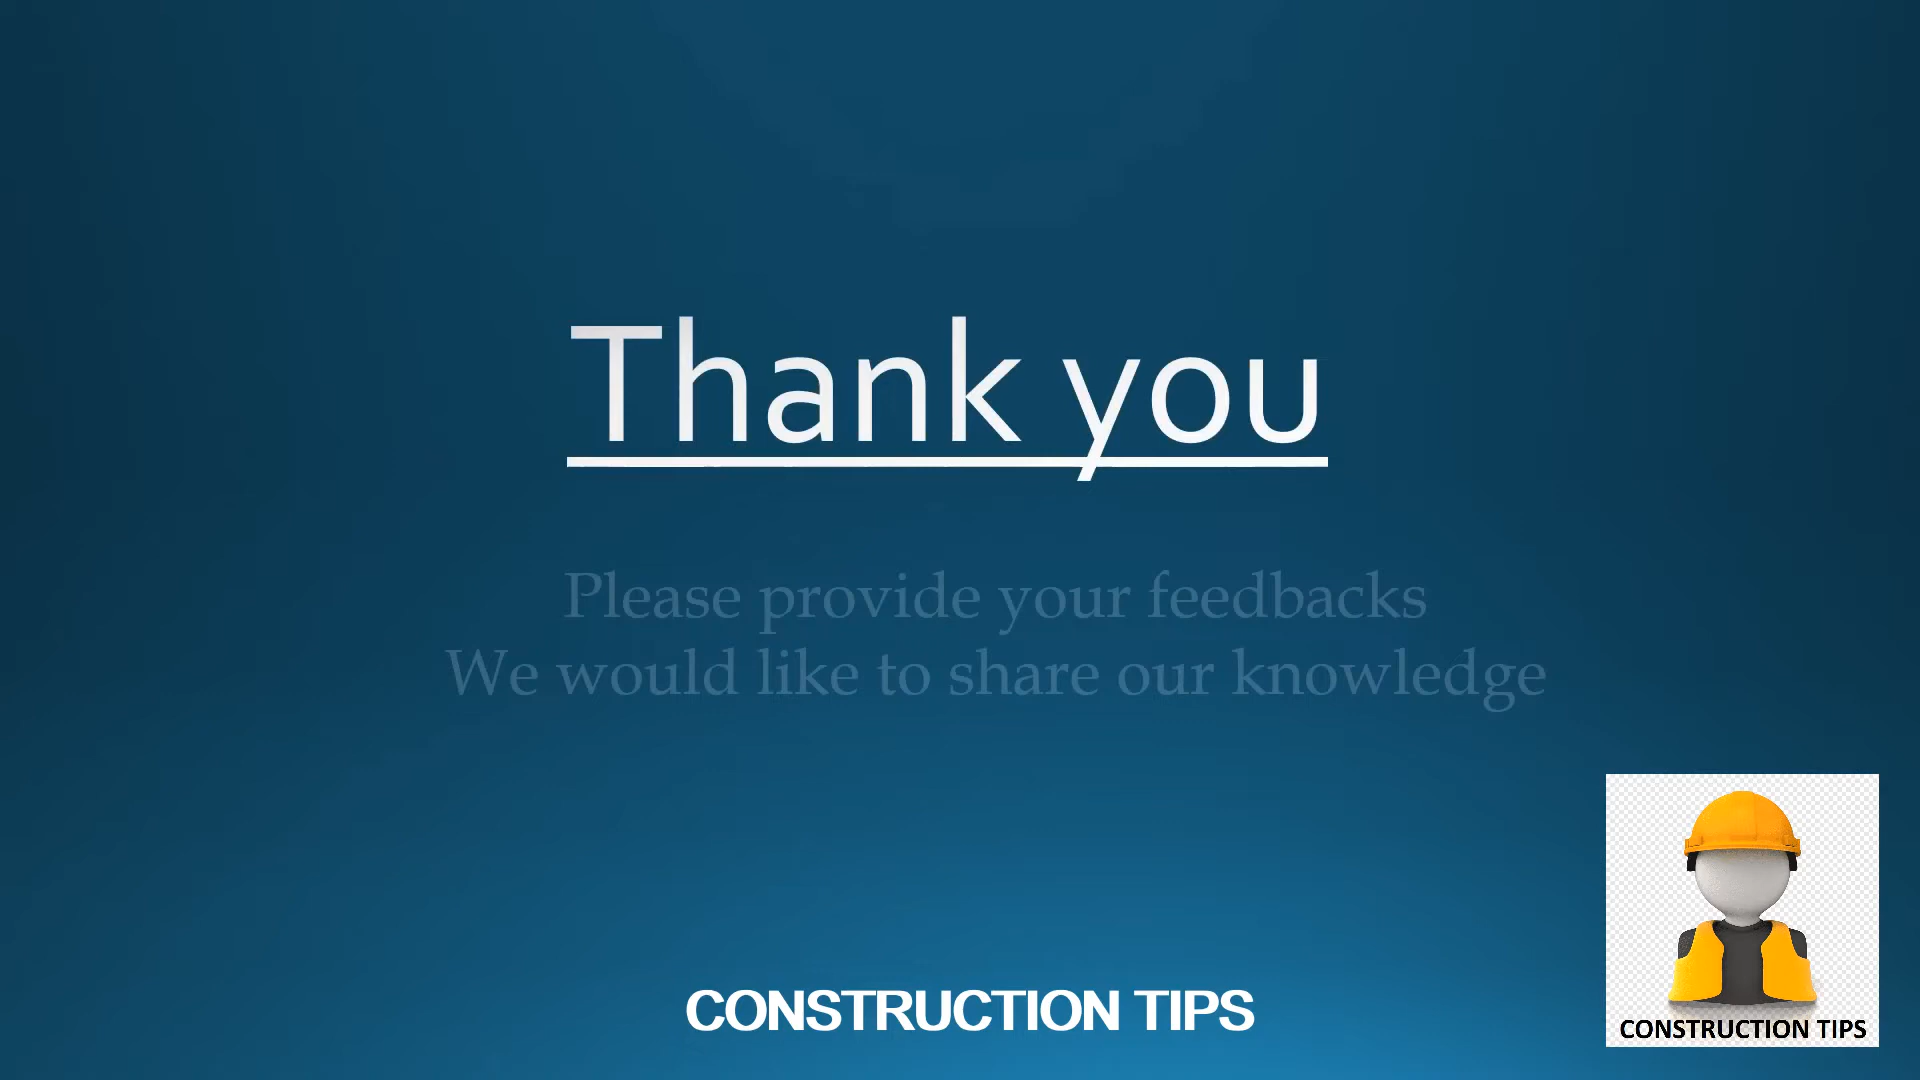 Thank you
Please provide your feedbacks
We would like to share our knowledge
CONSTRUCTION TIPS
CONSTRUCTION TIPS